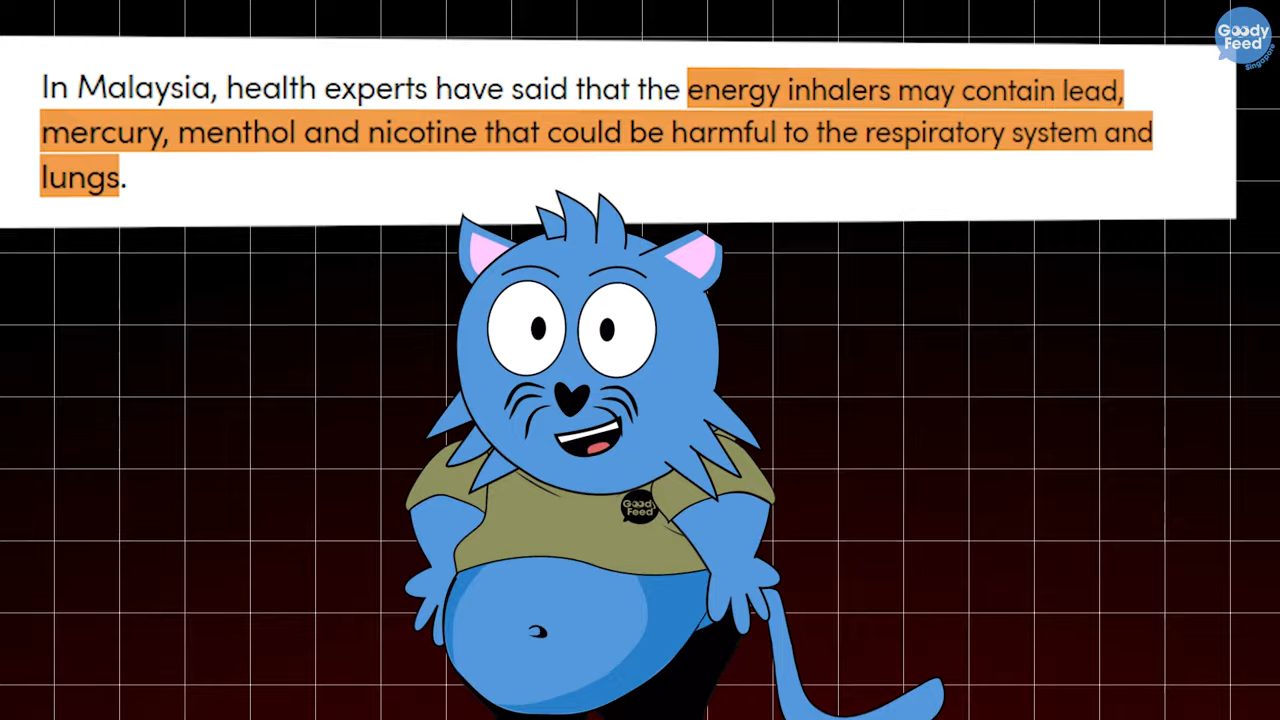 Goody
Feed
Singapore
In Malaysia, health experts have said that the energy inhalers may contain lead,
mercury, menthol and nicotine that could be harmful to the respiratory system and
lungs.
Goody
Feed